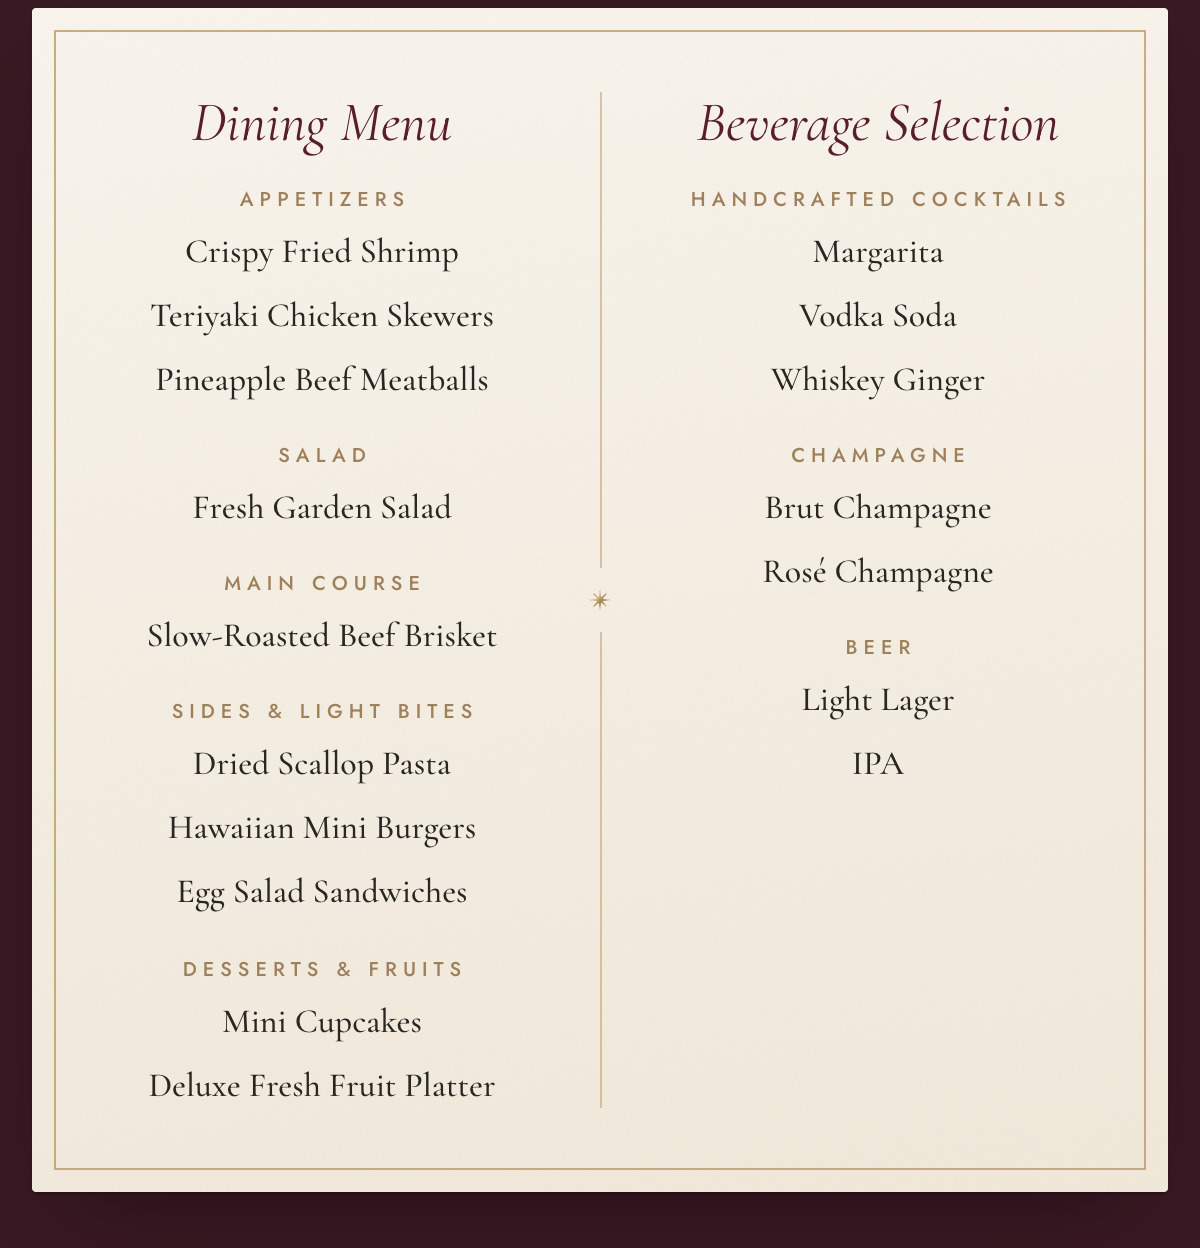 Dining Menu
APPETIZERS
Crispy Fried Shrimp
Teriyaki Chicken Skewers
Pineapple Beef Meatballs
SALAD
Fresh Garden Salad
MAIN COURSE
Slow-Roasted Beef Brisket
SIDES & LIGHT BITES
Dried Scallop Pasta
Hawaiian Mini Burgers
Egg Salad Sandwiches
DESSERTS & FRUITS
Mini Cupcakes
Deluxe Fresh Fruit Platter
Beverage Selection
HANDCRAFTED COCKTAILS
Margarita
Vodka Soda
Whiskey Ginger
CHAMPAGNE
Brut Champagne
Rosé Champagne
BEER
Light Lager
IPA